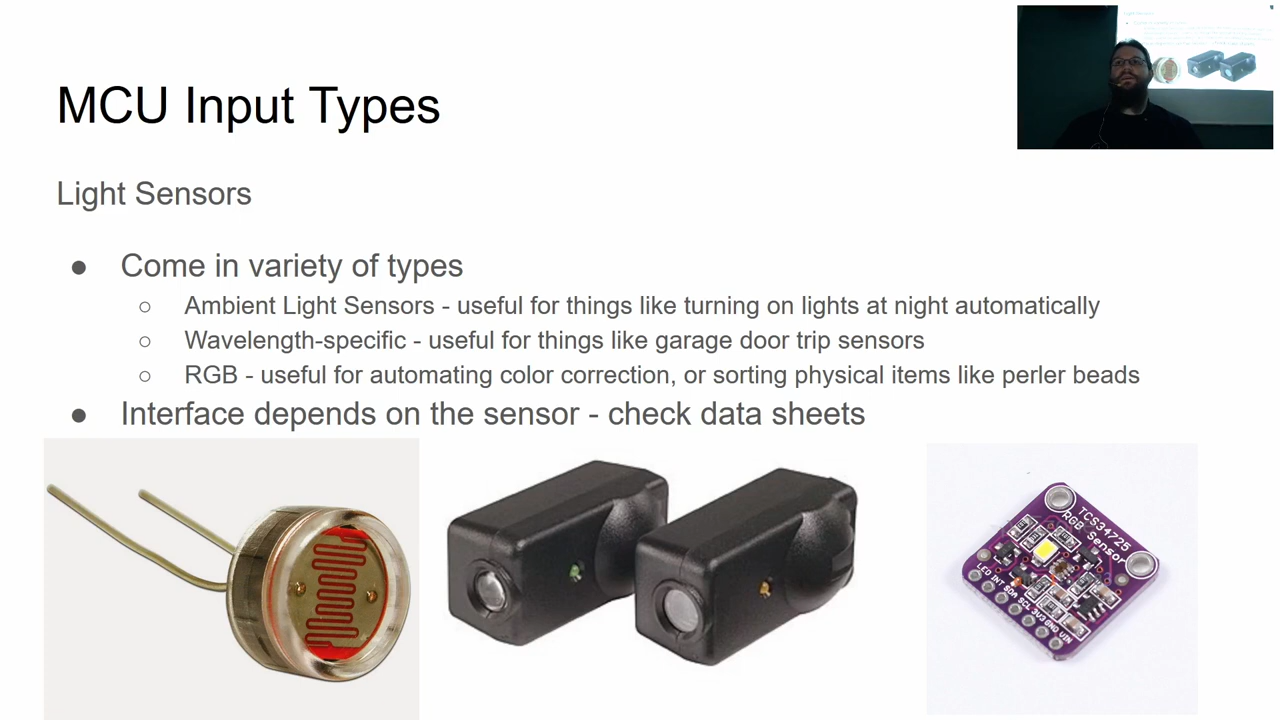 MCU Input Types
Light Sensors
● Come in variety of types
○ Ambient Light Sensors - useful for things like turning on lights at night automatically
○ Wavelength-specific - useful for things like garage door trip sensors
○ RGB - useful for automating color correction, or sorting physical items like perler beads
● Interface depends on the sensor - check data sheets
TCS34725
RGB Sensor
LED INT SDA SCL 3V3 GND VIN